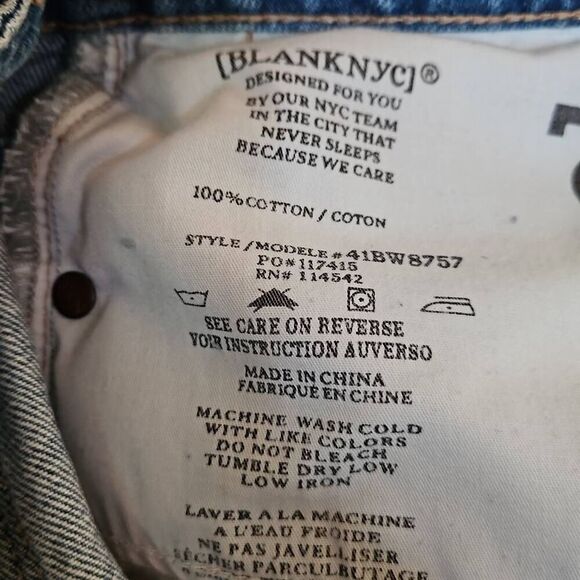 [BLANKNYC]®
DESIGNED FOR YOU
BY OUR NYC TEAM
IN THE CITY THAT
NEVER SLEEPS
BECAUSE WE CARE
100% COTTON / COTON
STYLE / MODELE # 41BW8757
PO# 117415
RN# 114542
SEE CARE ON REVERSE
VOIR INSTRUCTION AUVERSO
MADE IN CHINA
FABRIQUE EN CHINE
MACHINE WASH COLD
WITH LIKE COLORS
DO NOT BLEACH
TUMBLE DRY LOW
LOW IRON
LAVER A LA MACHINE
A L'EAU FROIDE
NE PAS JAVELLISER
SÉCHER PARCULBUTAGE